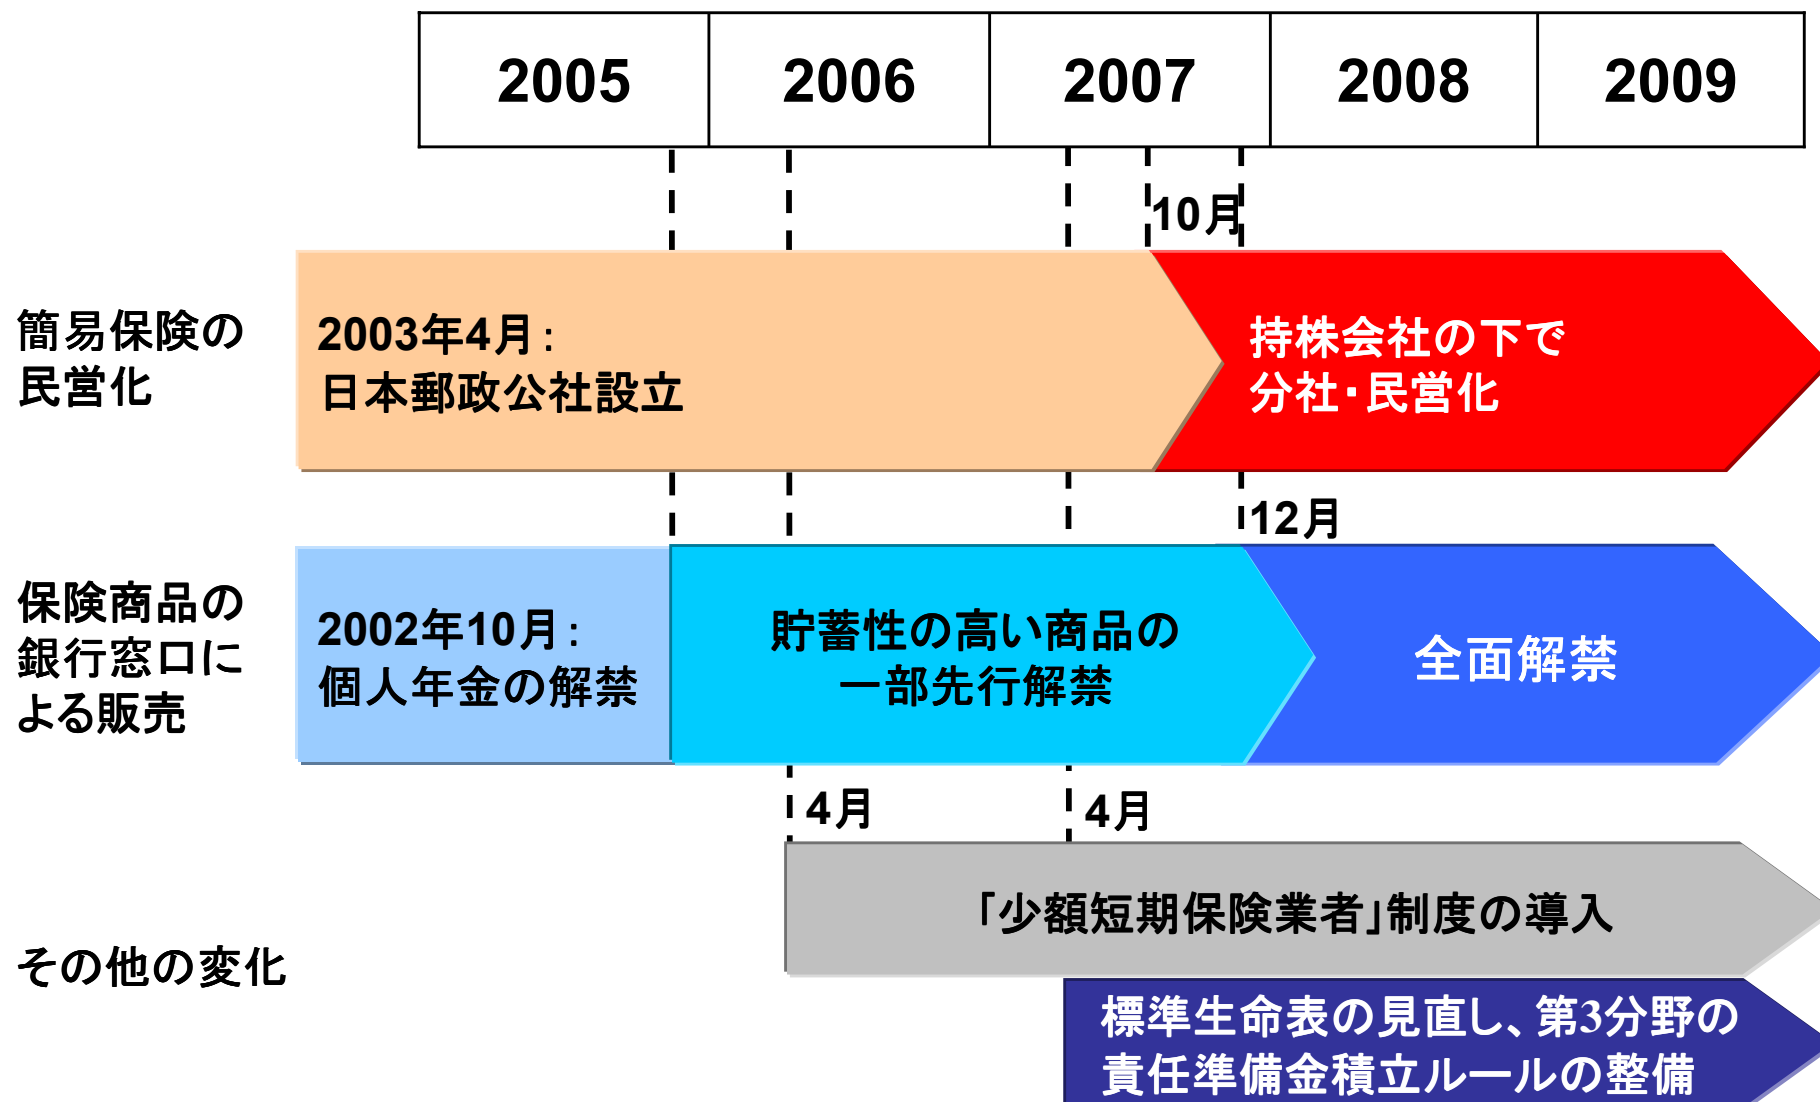 2005 2006 2007 2008 2009
10月
簡易保険の
民営化
2003年4月：
日本郵政公社設立
持株会社の下で
分社・民営化
12月
保険商品の
銀行窓口に
よる販売
2002年10月：
個人年金の解禁
貯蓄性の高い商品の
一部先行解禁
全面解禁
4月
4月
その他の変化
「少額短期保険業者」制度の導入
標準生命表の見直し、第3分野の
責任準備金積立ルールの整備